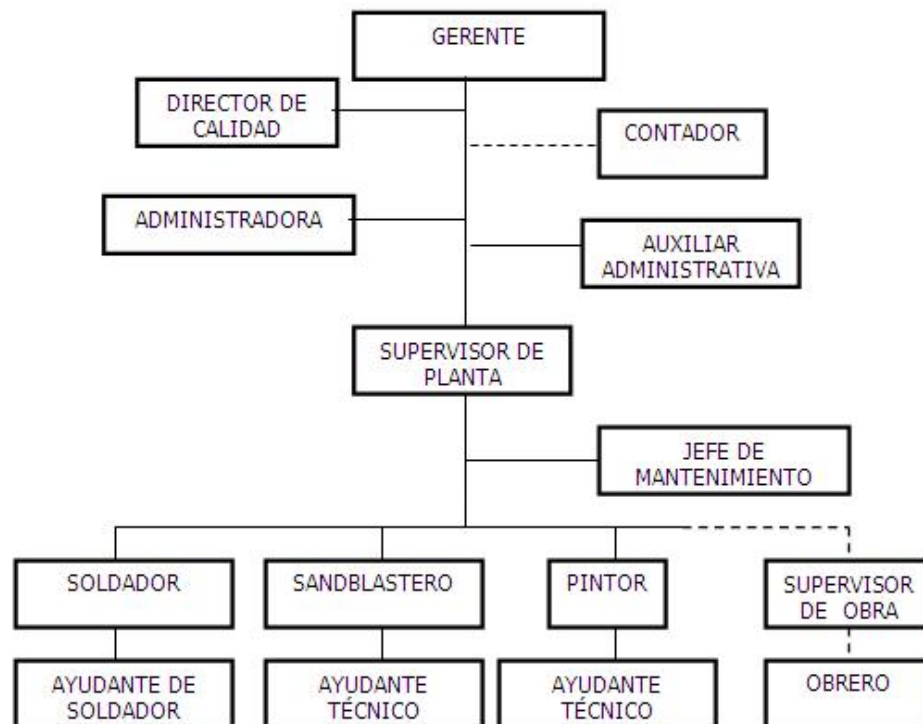 GERENTE
DIRECTOR DE
CALIDAD
CONTADOR
ADMINISTRADORA
AUXILIAR
ADMINISTRATIVA
SUPERVISOR DE
PLANTA
JEFE DE
MANTENIMIENTO
SOLDADOR
SANDBLASTERO
PINTOR
SUPERVISOR
DE OBRA
AYUDANTE DE
SOLDADOR
AYUDANTE
TÉCNICO
AYUDANTE
TÉCNICO
OBRERO